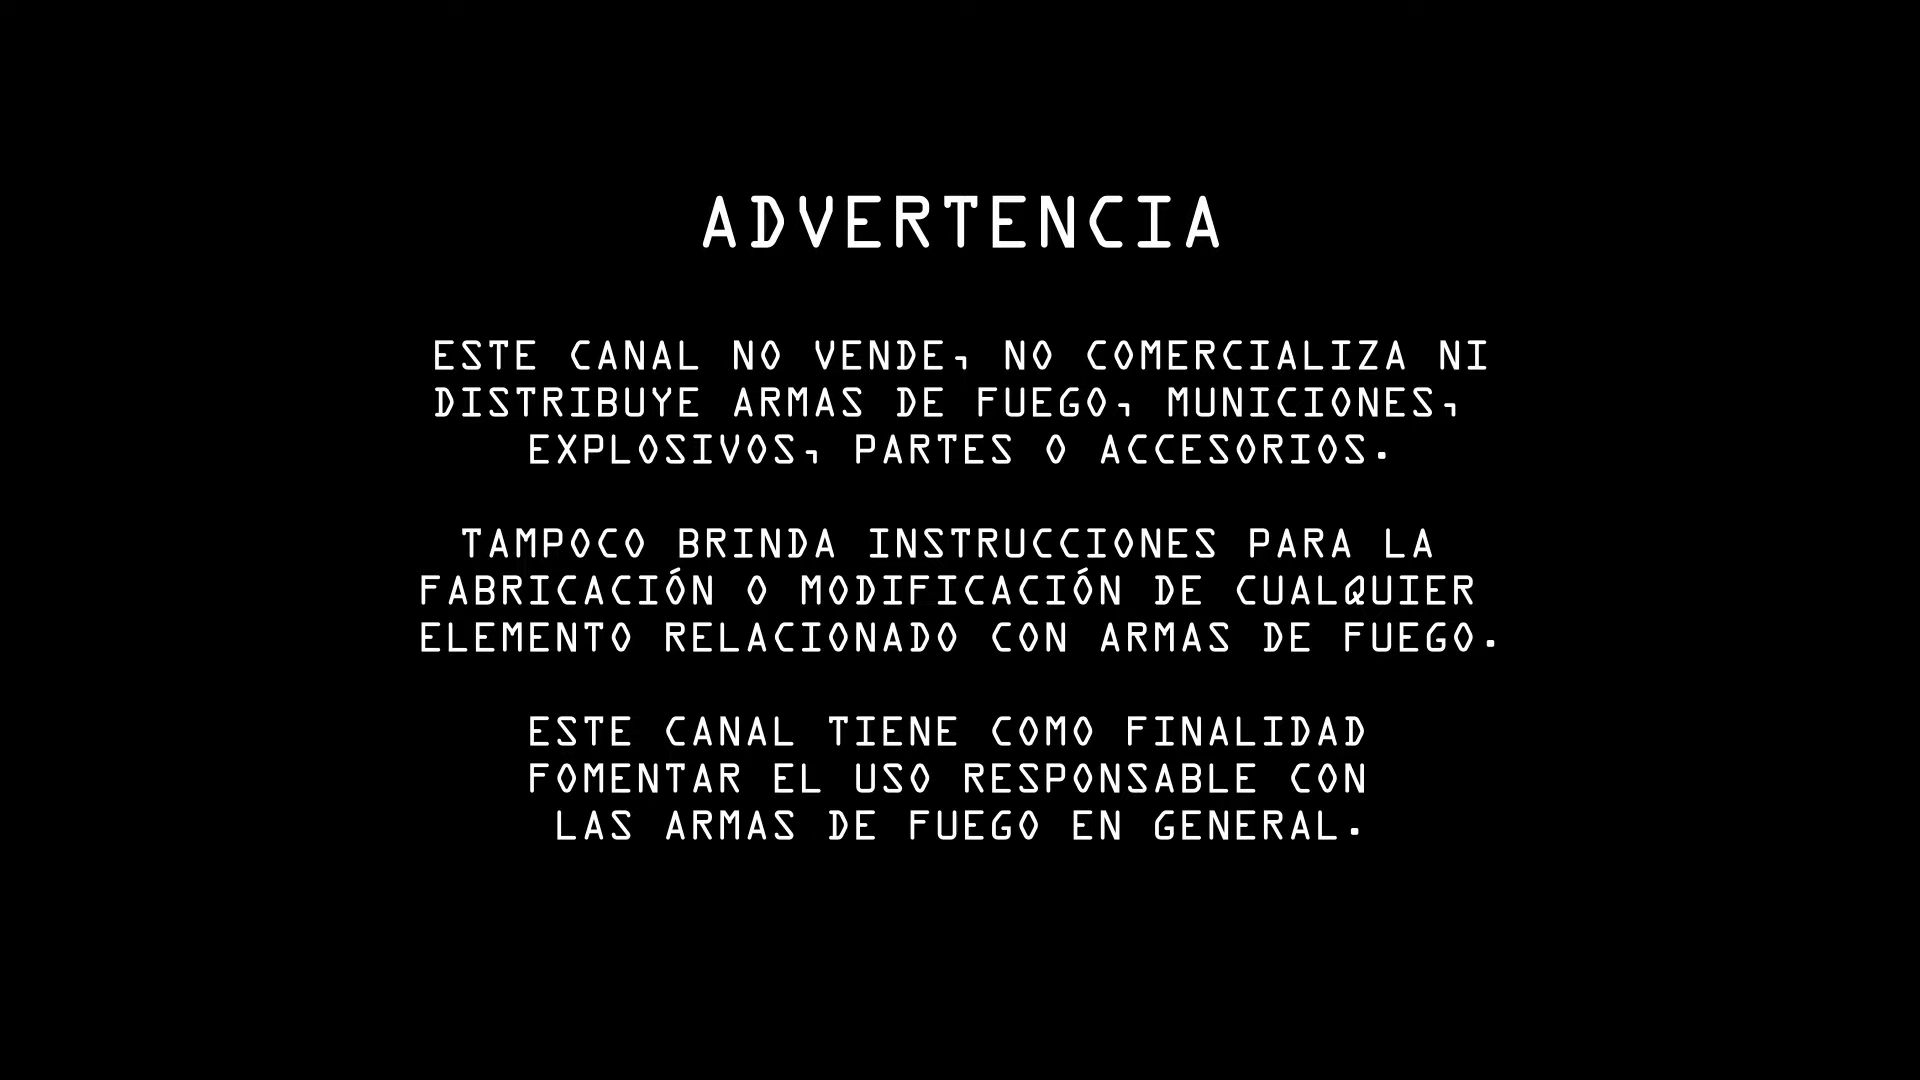 ADVERTENCIA
ESTE CANAL NO VENDE, NO COMERCIALIZA NI
DISTRIBUYE ARMAS DE FUEGO, MUNICIONES,
EXPLOSIVOS, PARTES O ACCESORIOS.
TAMPOCO BRINDA INSTRUCCIONES PARA LA
FABRICACIÓN O MODIFICACIÓN DE CUALQUIER
ELEMENTO RELACIONADO CON ARMAS DE FUEGO.
ESTE CANAL TIENE COMO FINALIDAD
FOMENTAR EL USO RESPONSABLE CON
LAS ARMAS DE FUEGO EN GENERAL.